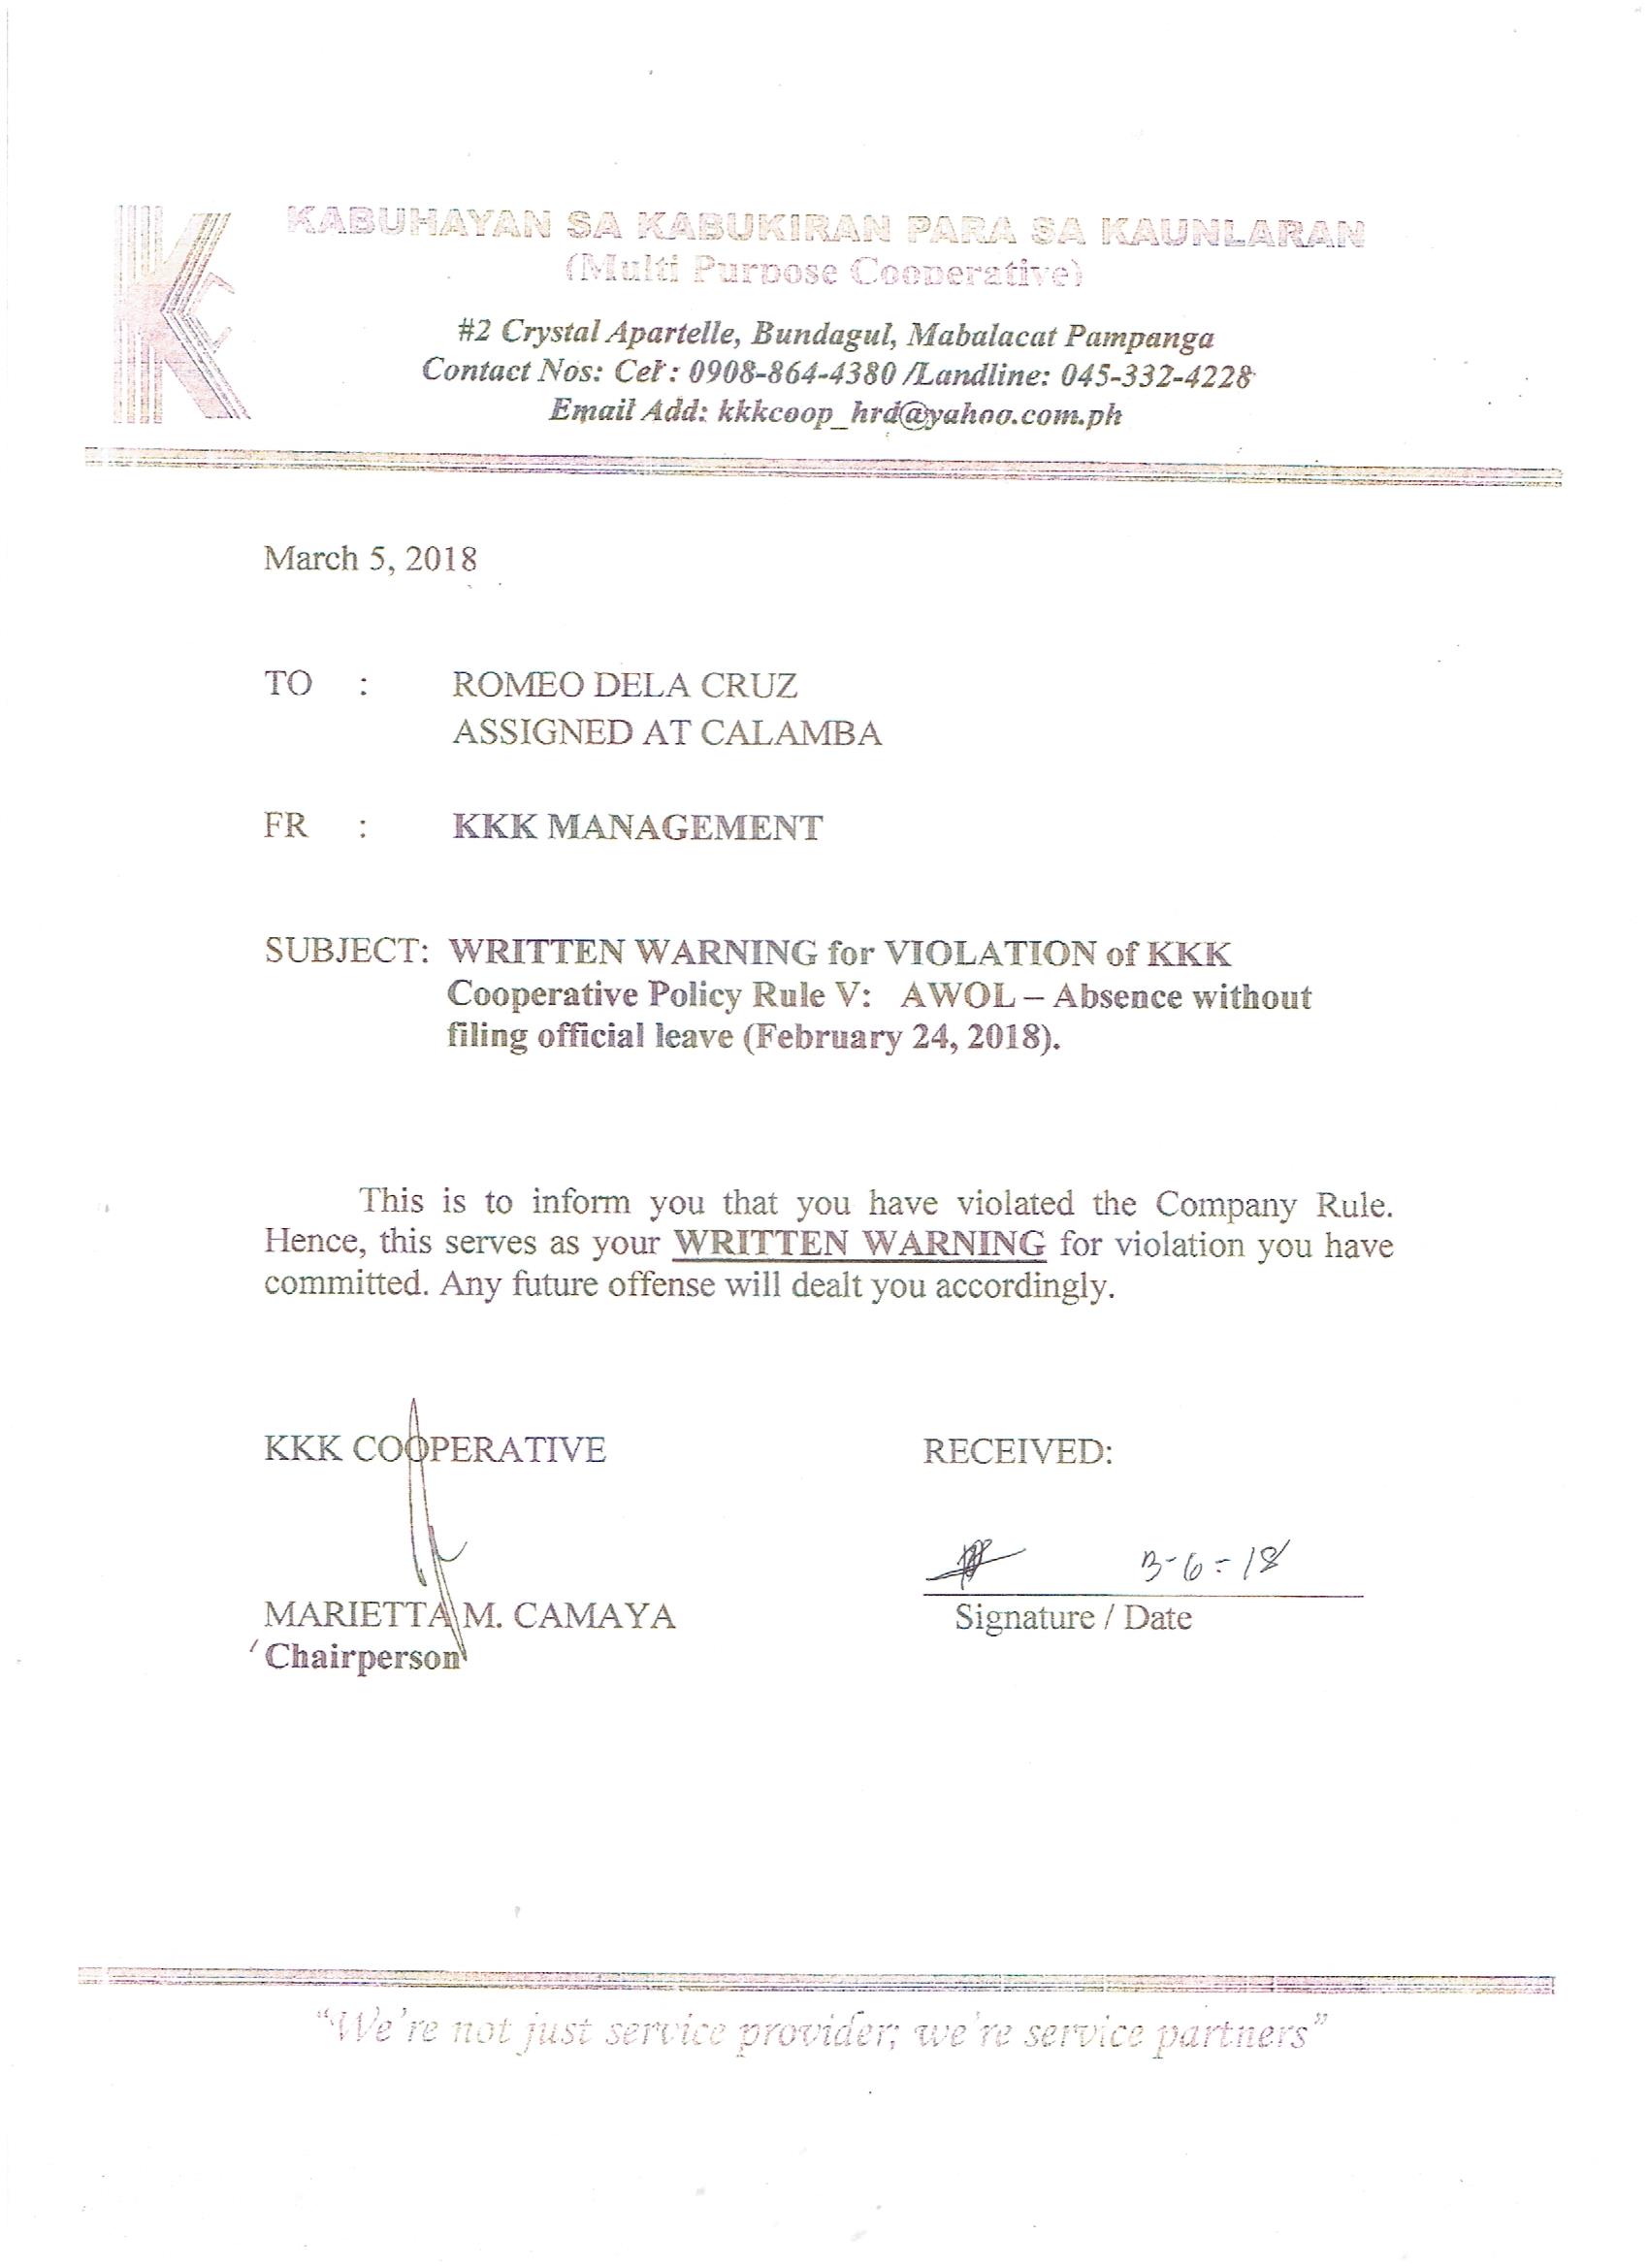 KABUHAYAN SA KABUKIRAN PARA SA KAUNLARAN
(Multi Purpose Cooperative)
#2 Crystal Apartelle, Bundagul, Mabalacat Pampanga
Contact Nos: Cel : 0908-864-4380 /Landline: 045-332-4228
Email Add: kkkcoop_hrd@yahoo.com.ph
March 5, 2018
TO : ROMEO DELA CRUZ
ASSIGNED AT CALAMBA
FR : KKK MANAGEMENT
SUBJECT: WRITTEN WARNING for VIOLATION of KKK
Cooperative Policy Rule V: AWOL – Absence without
filing official leave (February 24, 2018).
This is to inform you that you have violated the Company Rule.
Hence, this serves as your WRITTEN WARNING for violation you have
committed. Any future offense will dealt you accordingly.
KKK COOPERATIVE RECEIVED:
3-6-18
MARIETTA M. CAMAYA Signature / Date
Chairperson
“We're not just service provider; we're service partners”